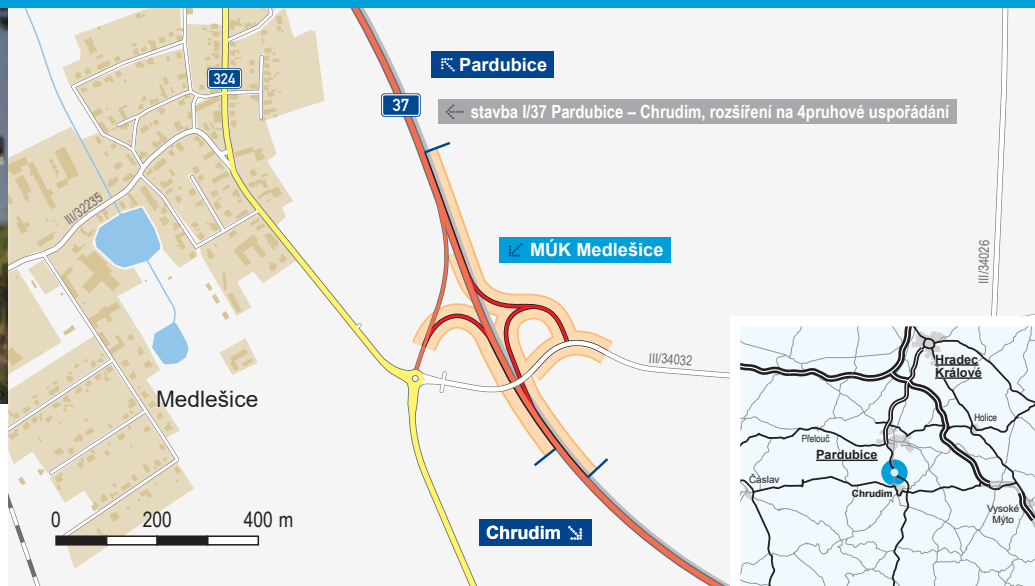 Pardubice
324
37
stavba I/37 Pardubice – Chrudim, rozšíření na 4pruhové uspořádání
III/32235
MÚK Medlešice
III/34026
III/34032
Medlešice
0 200 400 m
Chrudim
Hradec
Králové
Holice
Přelouč
Pardubice
Čáslav
Chrudim
Vysoké
Mýto